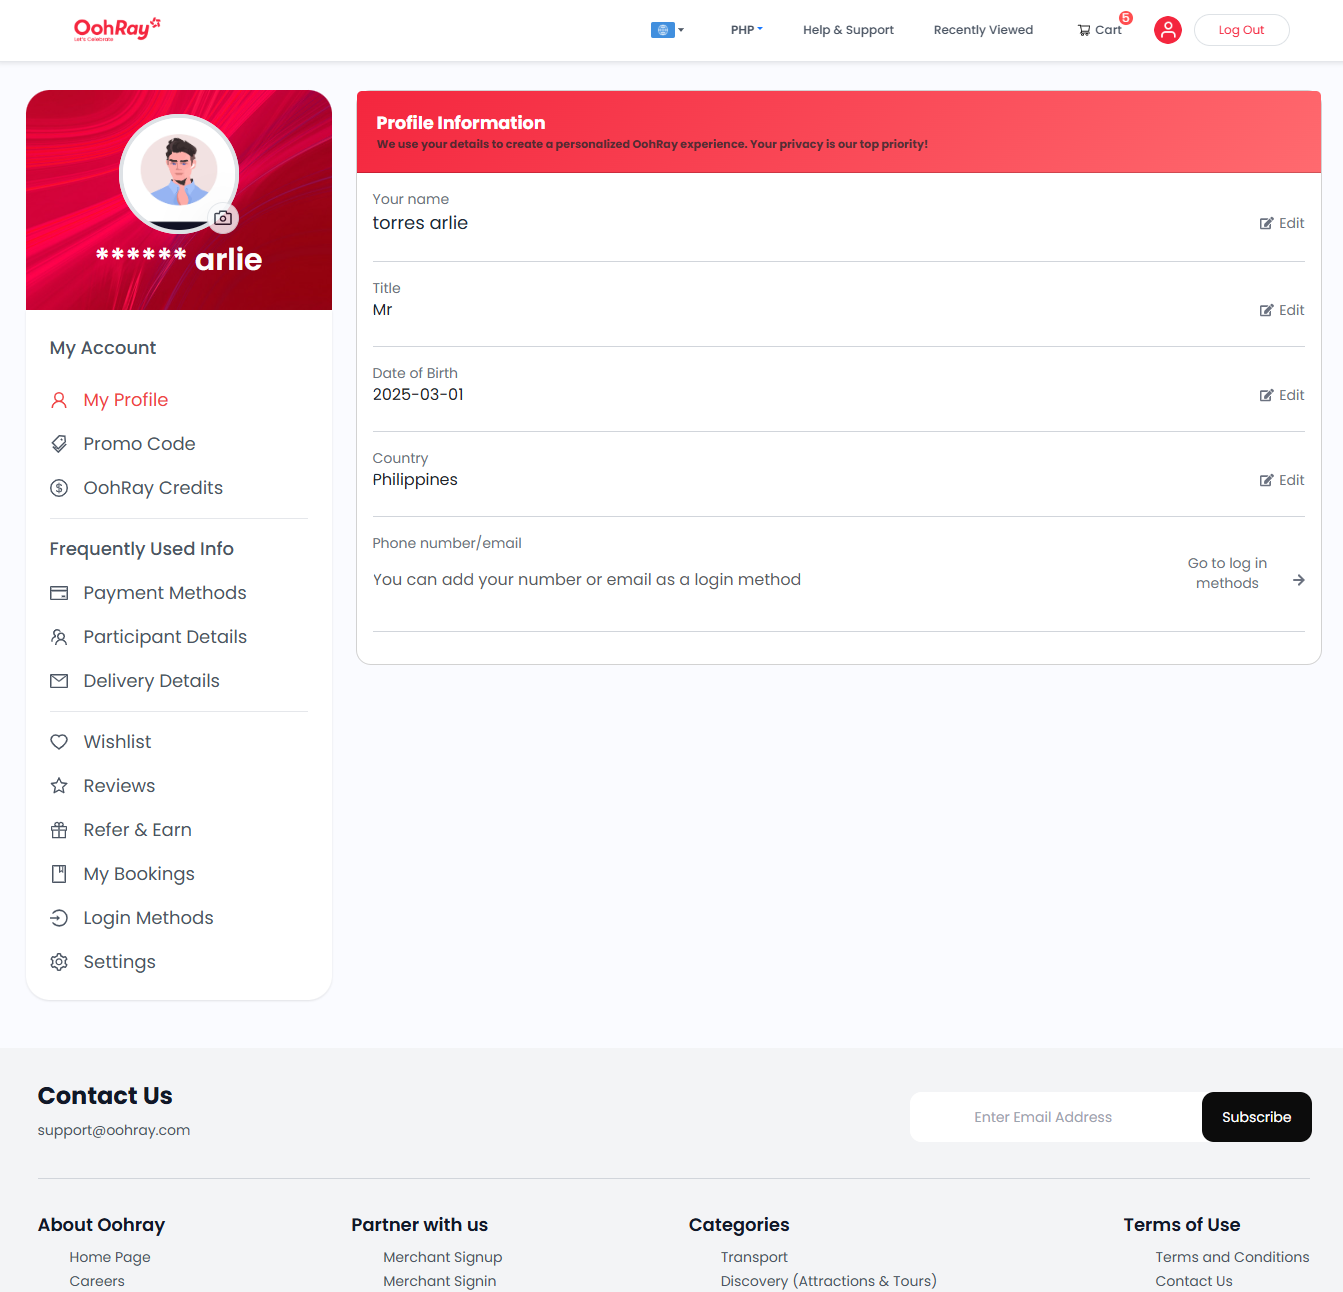 OohRay
Let's Celebrate
PHP
Help & Support
Recently Viewed
Cart
5
Log Out
****** arlie
My Account
My Profile
Promo Code
OohRay Credits
Frequently Used Info
Payment Methods
Participant Details
Delivery Details
Wishlist
Reviews
Refer & Earn
My Bookings
Login Methods
Settings
Profile Information
We use your details to create a personalized OohRay experience. Your privacy is our top priority!
Your name
torres arlie
Edit
Title
Mr
Edit
Date of Birth
2025-03-01
Edit
Country
Philippines
Edit
Phone number/email
You can add your number or email as a login method
Go to log in
methods
Contact Us
support@oohray.com
Enter Email Address
Subscribe
About Oohray
Home Page
Careers
Partner with us
Merchant Signup
Merchant Signin
Categories
Transport
Discovery (Attractions & Tours)
Terms of Use
Terms and Conditions
Contact Us